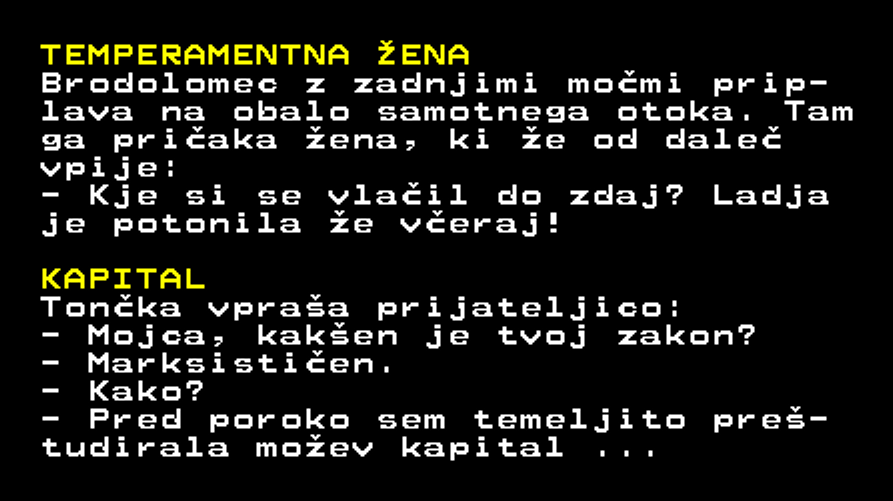 TEMPERAMENTNA ŽENA
Brodolomec z zadnjimi močmi prip-
lava na obalo samotnega otoka. Tam
ga pričaka žena, ki že od daleč
vpije:
- Kje si se vlačil do zdaj? Ladja
je potonila že včeraj!
KAPITAL
Tončka vpraša prijateljico:
- Mojca, kakšen je tvoj zakon?
- Marksističen.
- Kako?
- Pred poroko sem temeljito preš-
tudirala možev kapital ...